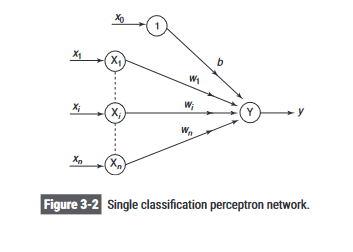 X0
1
X1
X1
b
W1
Xi
Xi
Wi
Y
y
Wn
Xn
Xn
Figure 3-2 Single classification perceptron network.